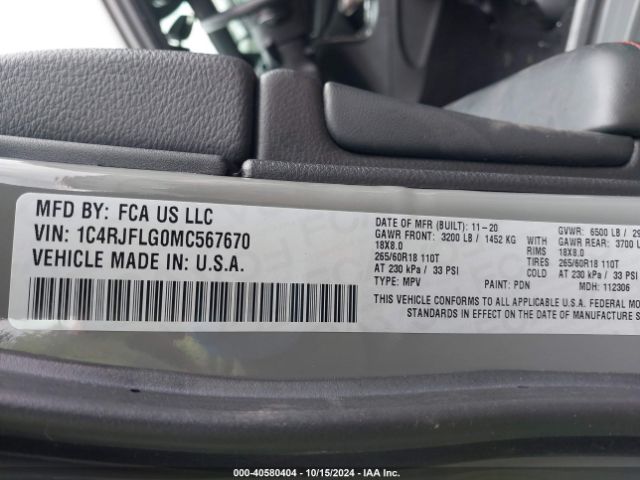 MFD BY: FCA US LLC
VIN: 1C4RJFLG0MC567670
VEHICLE MADE IN: U.S.A.
DATE OF MFR (BUILT): 11-20
GAWR FRONT: 3200 LB / 1452 KG
18X8.0
265/60R18 110T
AT 230 kPa / 33 PSI
TYPE: MPV
WITH
RIMS
TIRES
COLD
PAINT: PDN
GVWR: 6500 LB / 29
GAWR REAR: 3700 L
18X8.0
265/60R18 110T
AT 230 kPa / 33 PSI
MDH: 112306
THIS VEHICLE CONFORMS TO ALL APPLICABLE U.S.A. FEDERAL MO
STANDARDS IN EFFECT ON THE DATE OF MANUFACTURE S
000-40580404 | 10/15/2024 | IAA Inc.